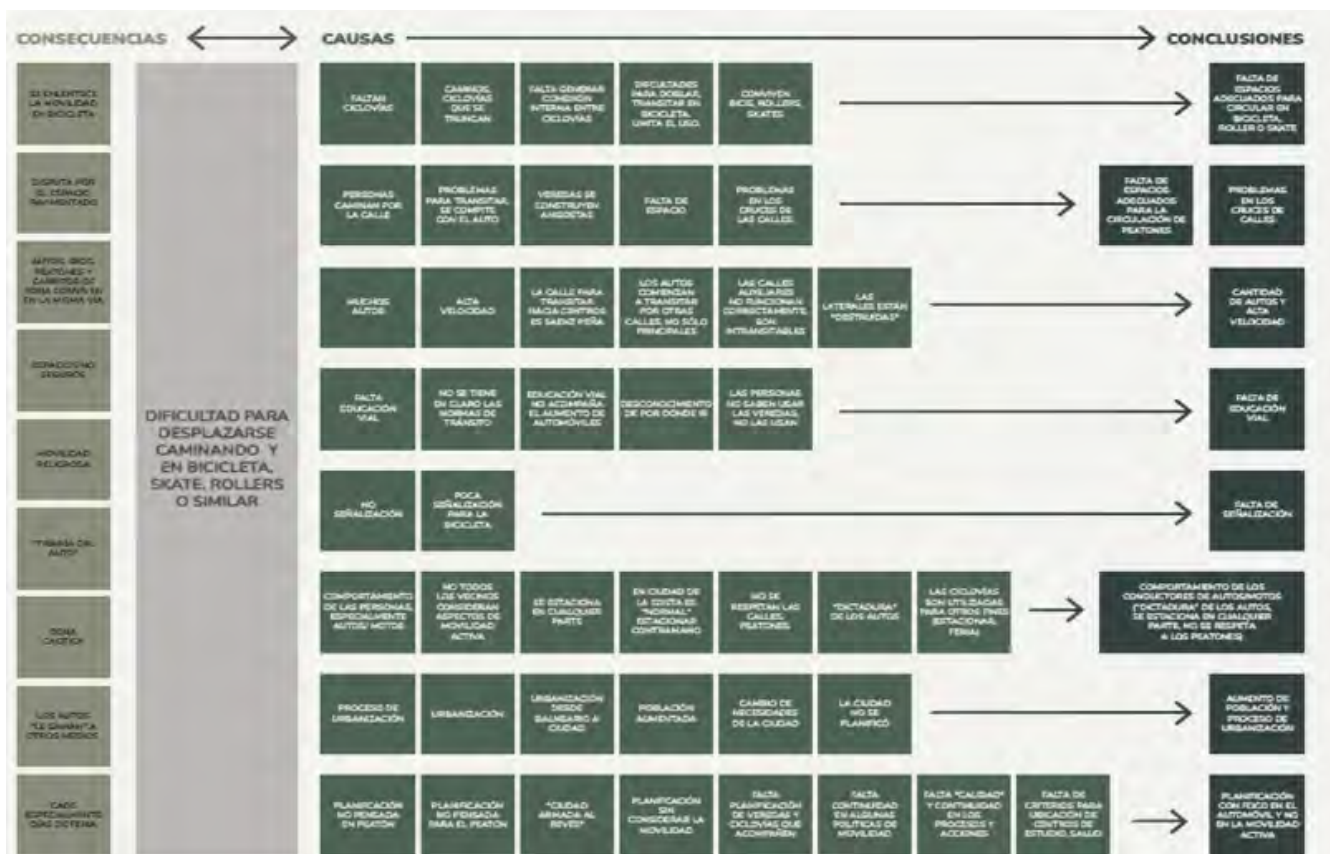 CONSECUENCIAS
CAUSAS
CONCLUSIONES
SE ENLENTECE
LA MOVILIDAD
EN BICICLETA
DISPUTA POR
EL ESPACIO
PAVIMENTADO
AUTOS, BICIS,
PEATONES Y
CARRITOS DE
CONVIVEN
EN LA MISMA VÍA
ESPACIOS NO
SEGUROS
MOVILIDAD
PELIGROSA
"TIRANÍA DEL
AUTO"
ZONA
CAÓTICA
LOS AUTOS
"LE GANAN" A
OTROS MEDIOS
CAOS
ESPECIALMENTE
DÍAS DE FERIA
DIFICULTAD PARA
DESPLAZARSE
CAMINANDO Y
EN BICICLETA,
SKATE, ROLLERS
O SIMILAR
FALTAN
CICLOVÍAS
CAMINOS,
CICLOVÍAS
QUE SE
TRUNCAN
FALTA GENERAR
CONEXIÓN
INTERNA ENTRE
CICLOVÍAS
DIFICULTADES
PARA DOBLAR,
TRANSITAR EN
BICICLETA,
LIMITA EL USO.
CONVIVEN
BICIS, ROLLERS,
SKATES
FALTA DE
ESPACIOS
ADECUADOS PARA
CIRCULAR EN
BICICLETA,
ROLLER O SKATE
PERSONAS
CAMINAN POR
LA CALLE
PROBLEMAS
PARA TRANSITAR,
SE COMPITE
CON EL AUTO
VEREDAS SE
CONSTRUYEN
ANGOSTAS
FALTA DE
ESPACIO
PROBLEMAS
EN LOS
CRUCES DE
LAS CALLES
FALTA DE
ESPACIOS
ADECUADOS
PARA LA
CIRCULACIÓN DE
PEATONES
PROBLEMAS
EN LOS
CRUCES DE
CALLES
MUCHOS
AUTOS
ALTA
VELOCIDAD
LA CALLE PARA
TRANSITAR
HACIA CENTROS
ES SAENZ PEÑA
LOS AUTOS
COMIENZAN
A TRANSITAR
POR OTRAS
CALLES, NO SÓLO
PRINCIPALES
LAS CALLES
AUXILIARES
NO FUNCIONAN
CORRECTAMENTE,
SON
INTRANSITABLES
LAS
LATERALES ESTÁN
"DESTRUIDAS"
CANTIDAD
DE AUTOS Y
ALTA
VELOCIDAD
FALTA
EDUCACIÓN
VIAL
NO SE TIENE
EN CLARO LAS
NORMAS DE
TRÁNSITO
EDUCACIÓN VIAL
NO ACOMPAÑA
EL AUMENTO DE
AUTOMÓVILES
DESCONOCIMIENTO
DE POR DÓNDE IR
LAS PERSONAS
NO SABEN USAR
LAS VEREDAS,
NO LAS USAN
FALTA DE
EDUCACIÓN
VIAL
NO
SEÑALIZACIÓN
POCA
SEÑALIZACIÓN
PARA LA
BICICLETA
FALTA DE
SEÑALIZACIÓN
COMPORTAMIENTO
DE LAS PERSONAS,
ESPECIALMENTE
AUTOS/ MOTOS
NO TODOS
LOS VECINOS
CONSIDERAN
ASPECTOS DE
MOVILIDAD
ACTIVA
SE ESTACIONA
EN CUALQUIER
PARTE
EN CIUDAD DE
LA COSTA ES
"NORMAL"
ESTACIONAR
CONTRAMANO
NO SE
RESPETAN LAS
CALLES,
PEATONES.
"DICTADURA"
DE LOS AUTOS
LAS CICLOVÍAS
SON UTILIZADAS
PARA OTROS FINES
(ESTACIONAR,
FERIA)
COMPORTAMIENTO DE LOS
CONDUCTORES DE AUTOS/MOTOS
("DICTADURA" DE LOS AUTOS,
SE ESTACIONA EN CUALQUIER
PARTE, NO SE RESPETA
A LOS PEATONES)
PROCESO DE
URBANIZACIÓN
URBANIZACIÓN
URBANIZACIÓN
DESDE
BALNEARIO A
CIUDAD
POBLACIÓN
AUMENTADA
CAMBIO DE
NECESIDADES
DE LA CIUDAD
LA CIUDAD
NO SE
PLANIFICÓ
AUMENTO DE
POBLACIÓN Y
PROCESO DE
URBANIZACIÓN
PLANIFICACIÓN
NO PENSADA
EN PEATÓN
PLANIFICACIÓN
NO PENSADA
PARA EL PEATÓN
"CIUDAD
ARMADA AL
REVÉS"
PLANIFICACIÓN
SIN
CONSIDERAR LA
MOVILIDAD
FALTA
PLANIFICACIÓN
DE VEREDAS Y
CICLOVÍAS QUE
ACOMPAÑEN
FALTA
CONTINUIDAD
EN ALGUNAS
POLÍTICAS DE
MOVILIDAD
FALTA "CALIDAD"
Y CONTINUIDAD
EN LOS
PROCESOS Y
ACCIONES
FALTA DE
CRITERIOS PARA
UBICACIÓN DE
CENTROS DE
ESTUDIO, SALUD
PLANIFICACIÓN
CON FOCO EN EL
AUTOMÓVIL Y NO
EN LA MOVILIDAD
ACTIVA